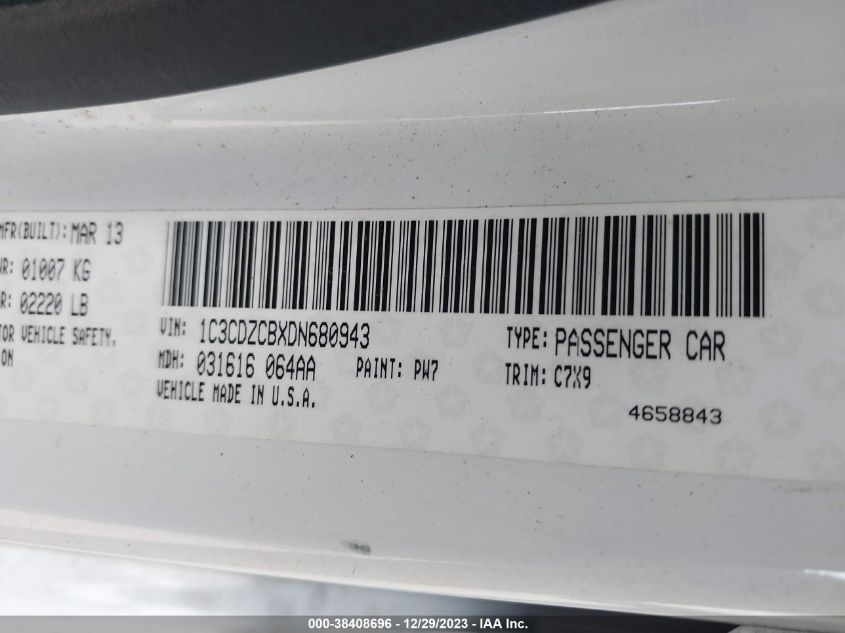 MFR(BUILT): MAR 13
WR: 01007 KG
R: 02220 LB
TOR VEHICLE SAFETY,
ON
VIN: 1C3CDZCBXDN680943
TYPE: PASSENGER CAR
MDH: 031616 064AA
PAINT: PW7
TRIM: C7X9
VEHICLE MADE IN U.S.A.
4658843
000-38408696 - 12/29/2023 - IAA Inc.